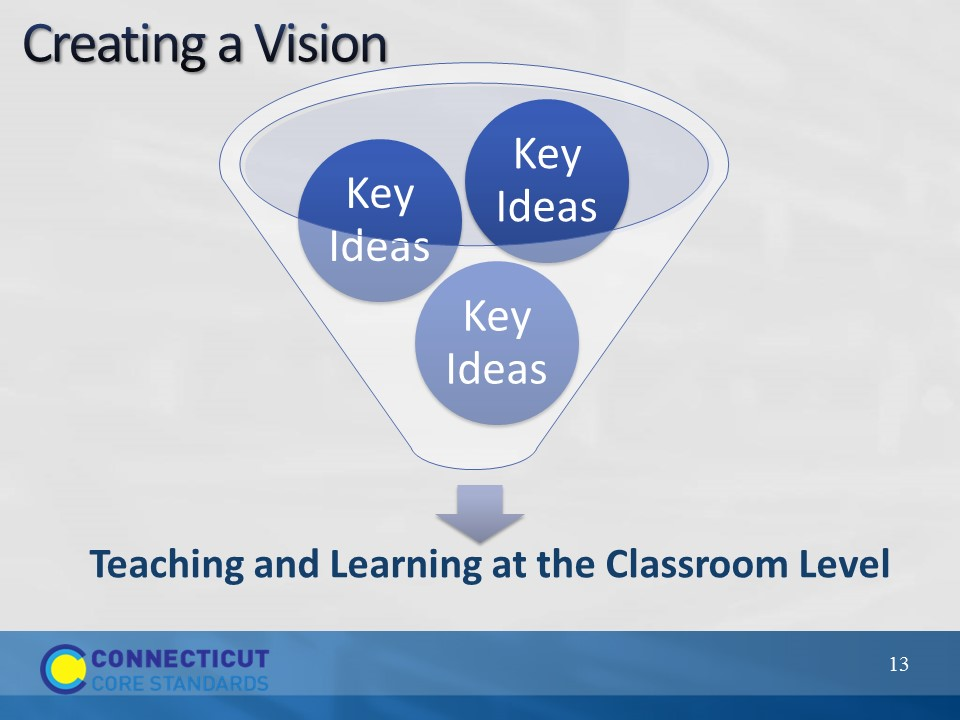 Creating a Vision
Key
Ideas
Key
Ideas
Key
Ideas
Teaching and Learning at the Classroom Level
CONNECTICUT
CORE STANDARDS
13